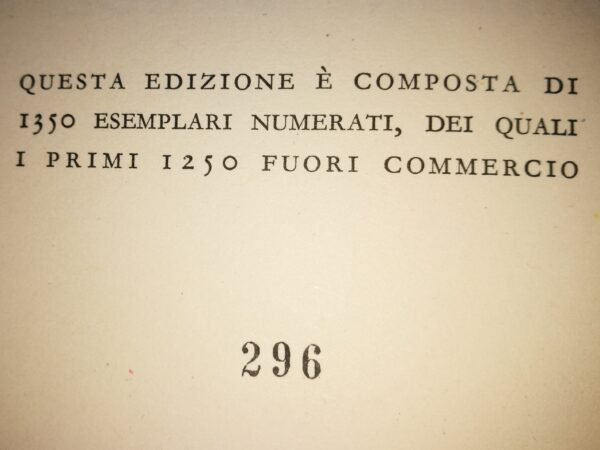 QUESTA EDIZIONE È COMPOSTA DI
1350 ESEMPLARI NUMERATI, DEI QUALI
I PRIMI 1250 FUORI COMMERCIO
296